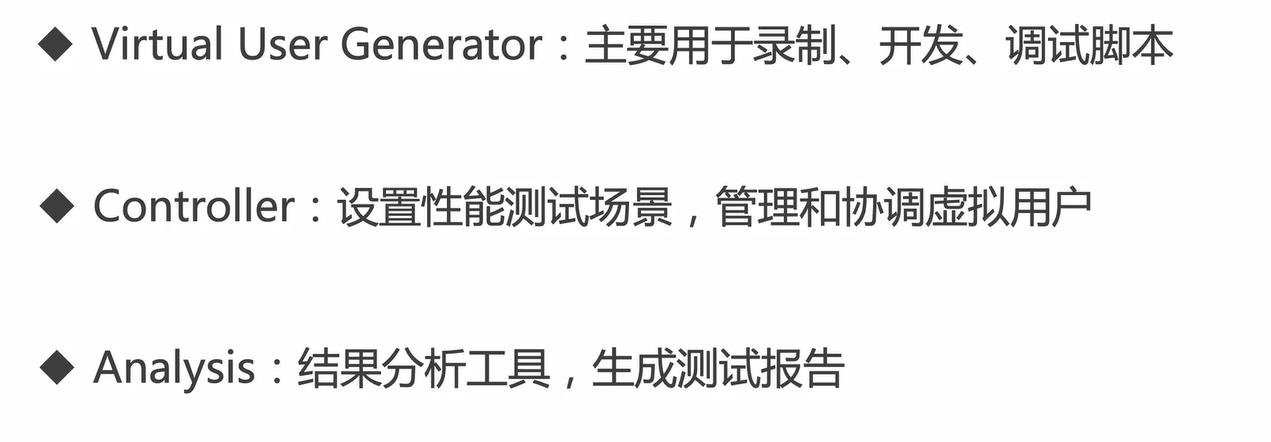 ◆ Virtual User Generator：主要用于录制、开发、调试脚本
◆ Controller：设置性能测试场景，管理和协调虚拟用户
◆ Analysis：结果分析工具，生成测试报告